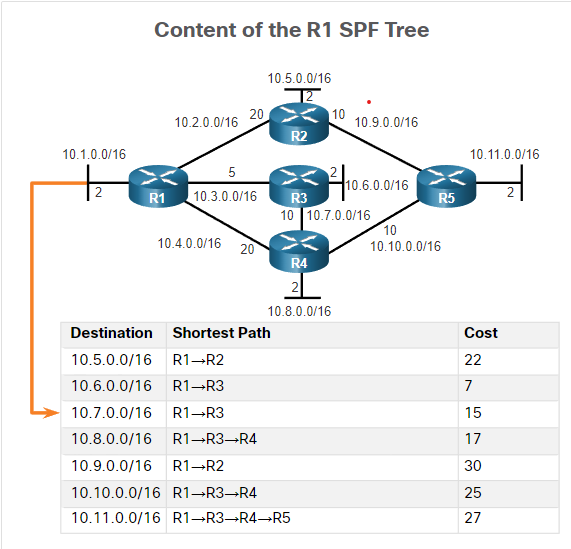 Content of the R1 SPF Tree
10.5.0.0/16
2
10.2.0.0/16 20 10 10.9.0.0/16
R2
10.1.0.0/16 10.11.0.0/16
5 2
2 R1 10.3.0.0/16 R3 10.6.0.0/16 R5 2
10 10.7.0.0/16
10.4.0.0/16 20 10
R4 10.10.0.0/16
2
10.8.0.0/16
Destination Shortest Path Cost
10.5.0.0/16 R1→R2 22
10.6.0.0/16 R1→R3 7
10.7.0.0/16 R1→R3 15
10.8.0.0/16 R1→R3→R4 17
10.9.0.0/16 R1→R2 30
10.10.0.0/16 R1→R3→R4 25
10.11.0.0/16 R1→R3→R4→R5 27